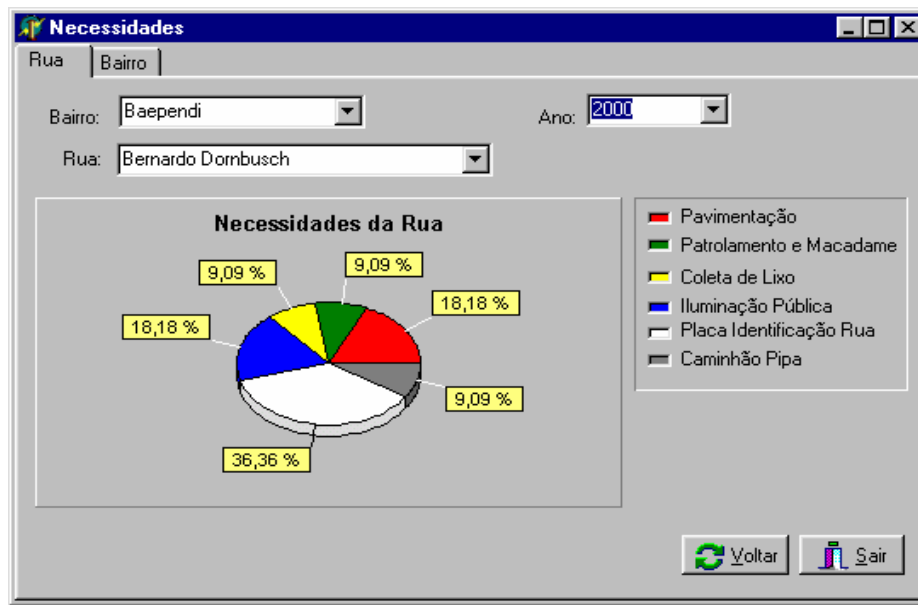 Necessidades
Rua Bairro
Bairro: Baependi Ano: 2000
Rua: Bernardo Dornbusch
Necessidades da Rua
9,09 % 9,09 %
18,18 % 18,18 %
9,09 %
36,36 %
Pavimentação
Patrolamento e Macadame
Coleta de Lixo
Iluminação Pública
Placa Identificação Rua
Caminhão Pipa
Voltar Sair